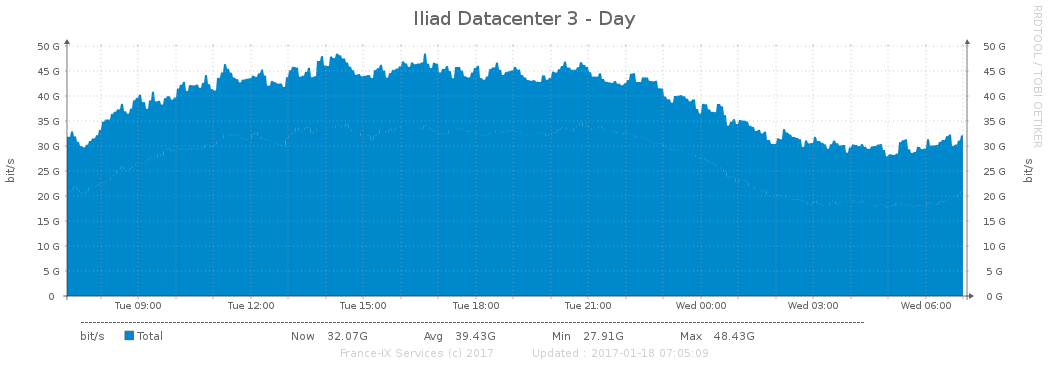 Iliad Datacenter 3 - Day
RRDTOOL / TOBI OETIKER
50 G 50 G
45 G 45 G
40 G 40 G
35 G 35 G
30 G 30 G
25 G 25 G
20 G 20 G
15 G 15 G
10 G 10 G
5 G 5 G
0 0 G
bit/s bit/s
Tue 09:00 Tue 12:00 Tue 15:00 Tue 18:00 Tue 21:00 Wed 00:00 Wed 03:00 Wed 06:00
bit/s Total Now 32.07G Avg 39.43G Min 27.91G Max 48.43G
France-IX Services (c) 2017 Updated : 2017-01-18 07:05:09